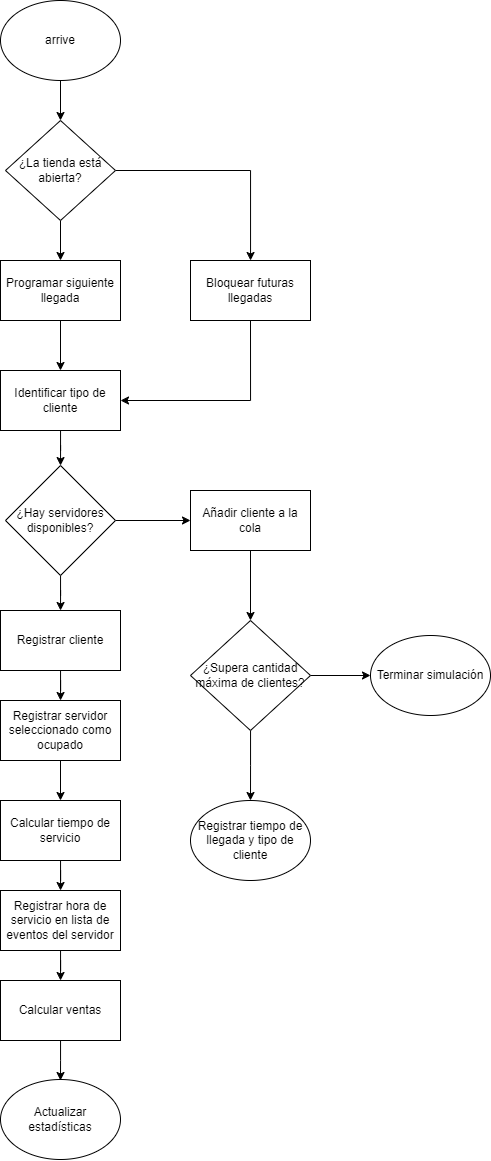 arrive
¿La tienda está
abierta?
Programar siguiente
llegada
Bloquear futuras
llegadas
Identificar tipo de
cliente
¿Hay servidores
disponibles?
Añadir cliente a la
cola
Registrar cliente
¿Supera cantidad
máxima de clientes?
Terminar simulación
Registrar servidor
seleccionado como
ocupado
Calcular tiempo de
servicio
Registrar tiempo de
llegada y tipo de
cliente
Registrar hora de
servicio en lista de
eventos del servidor
Calcular ventas
Actualizar
estadísticas